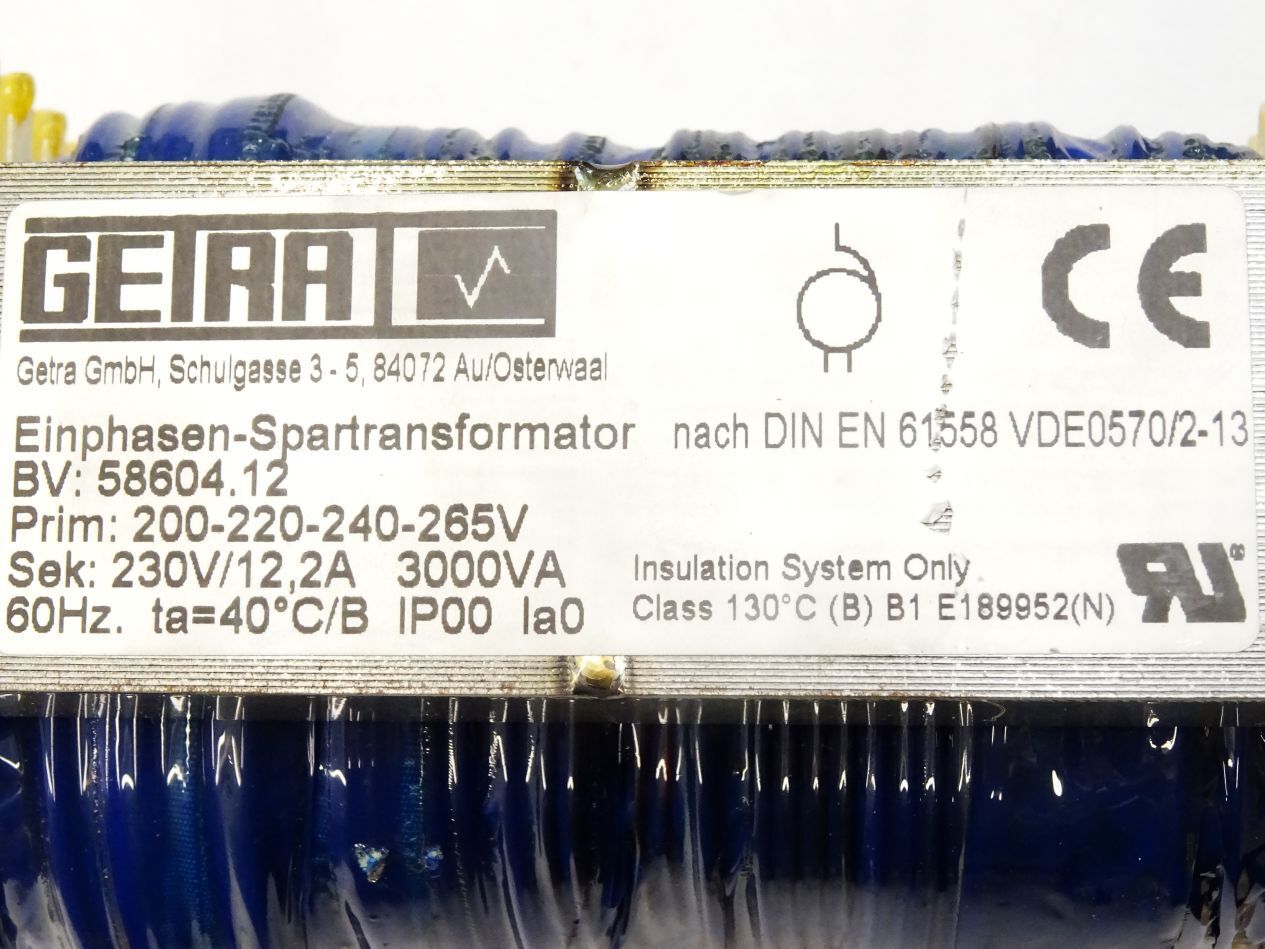 GETRA
CE
Getra GmbH, Schulgasse 3 - 5, 84072 Au/Osterwaal
Einphasen-Spartransformator nach DIN EN 61558 VDE0570/2-13
BV: 58604.12
Prim: 200-220-240-265V
Sek: 230V/12,2A 3000VA
60Hz. ta=40°C/B IP00 Ia0
Insulation System Only
Class 130°C (B) B1 E189952(N)
RU®